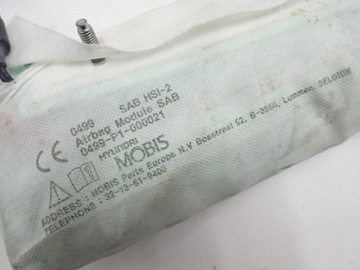 0499 SAB HSI-2
Airbag Module SAB
0499-P1-000021
CE HYUNDAI
MOBIS
ADDRESS : MOBIS Parts Europe N.V Dosstraat 52, B-3560, Lummen, BELGIUM
TELEPHONE : 32-13-61-9400